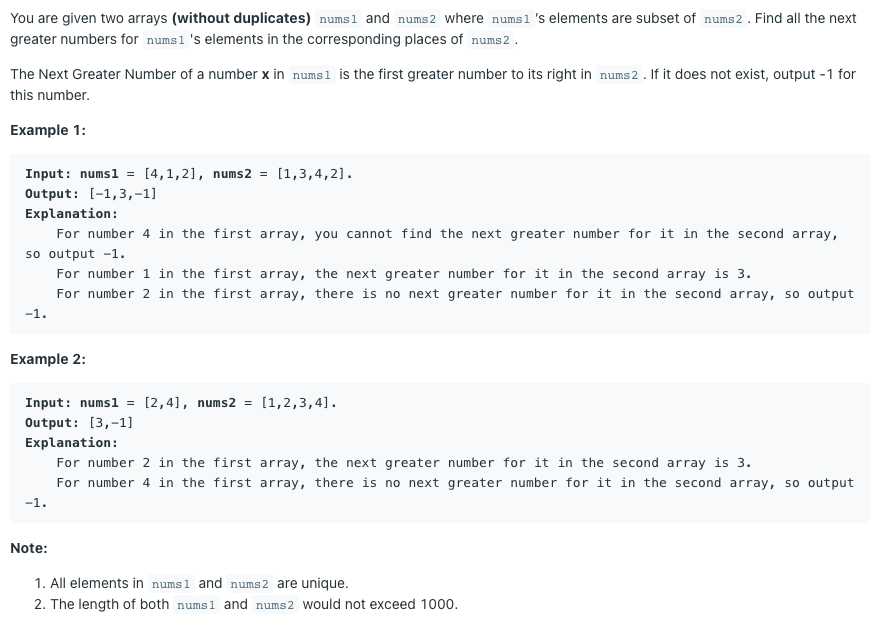 You are given two arrays (without duplicates) nums1 and nums2 where nums1 's elements are subset of nums2 . Find all the next
greater numbers for nums1 's elements in the corresponding places of nums2 .
The Next Greater Number of a number x in nums1 is the first greater number to its right in nums2 . If it does not exist, output -1 for
this number.
Example 1:
Input: nums1 = [4,1,2], nums2 = [1,3,4,2].
Output: [-1,3,-1]
Explanation:
For number 4 in the first array, you cannot find the next greater number for it in the second array,
so output -1.
For number 1 in the first array, the next greater number for it in the second array is 3.
For number 2 in the first array, there is no next greater number for it in the second array, so output
-1.
Example 2:
Input: nums1 = [2,4], nums2 = [1,2,3,4].
Output: [3,-1]
Explanation:
For number 2 in the first array, the next greater number for it in the second array is 3.
For number 4 in the first array, there is no next greater number for it in the second array, so output
-1.
Note:
1. All elements in nums1 and nums2 are unique.
2. The length of both nums1 and nums2 would not exceed 1000.